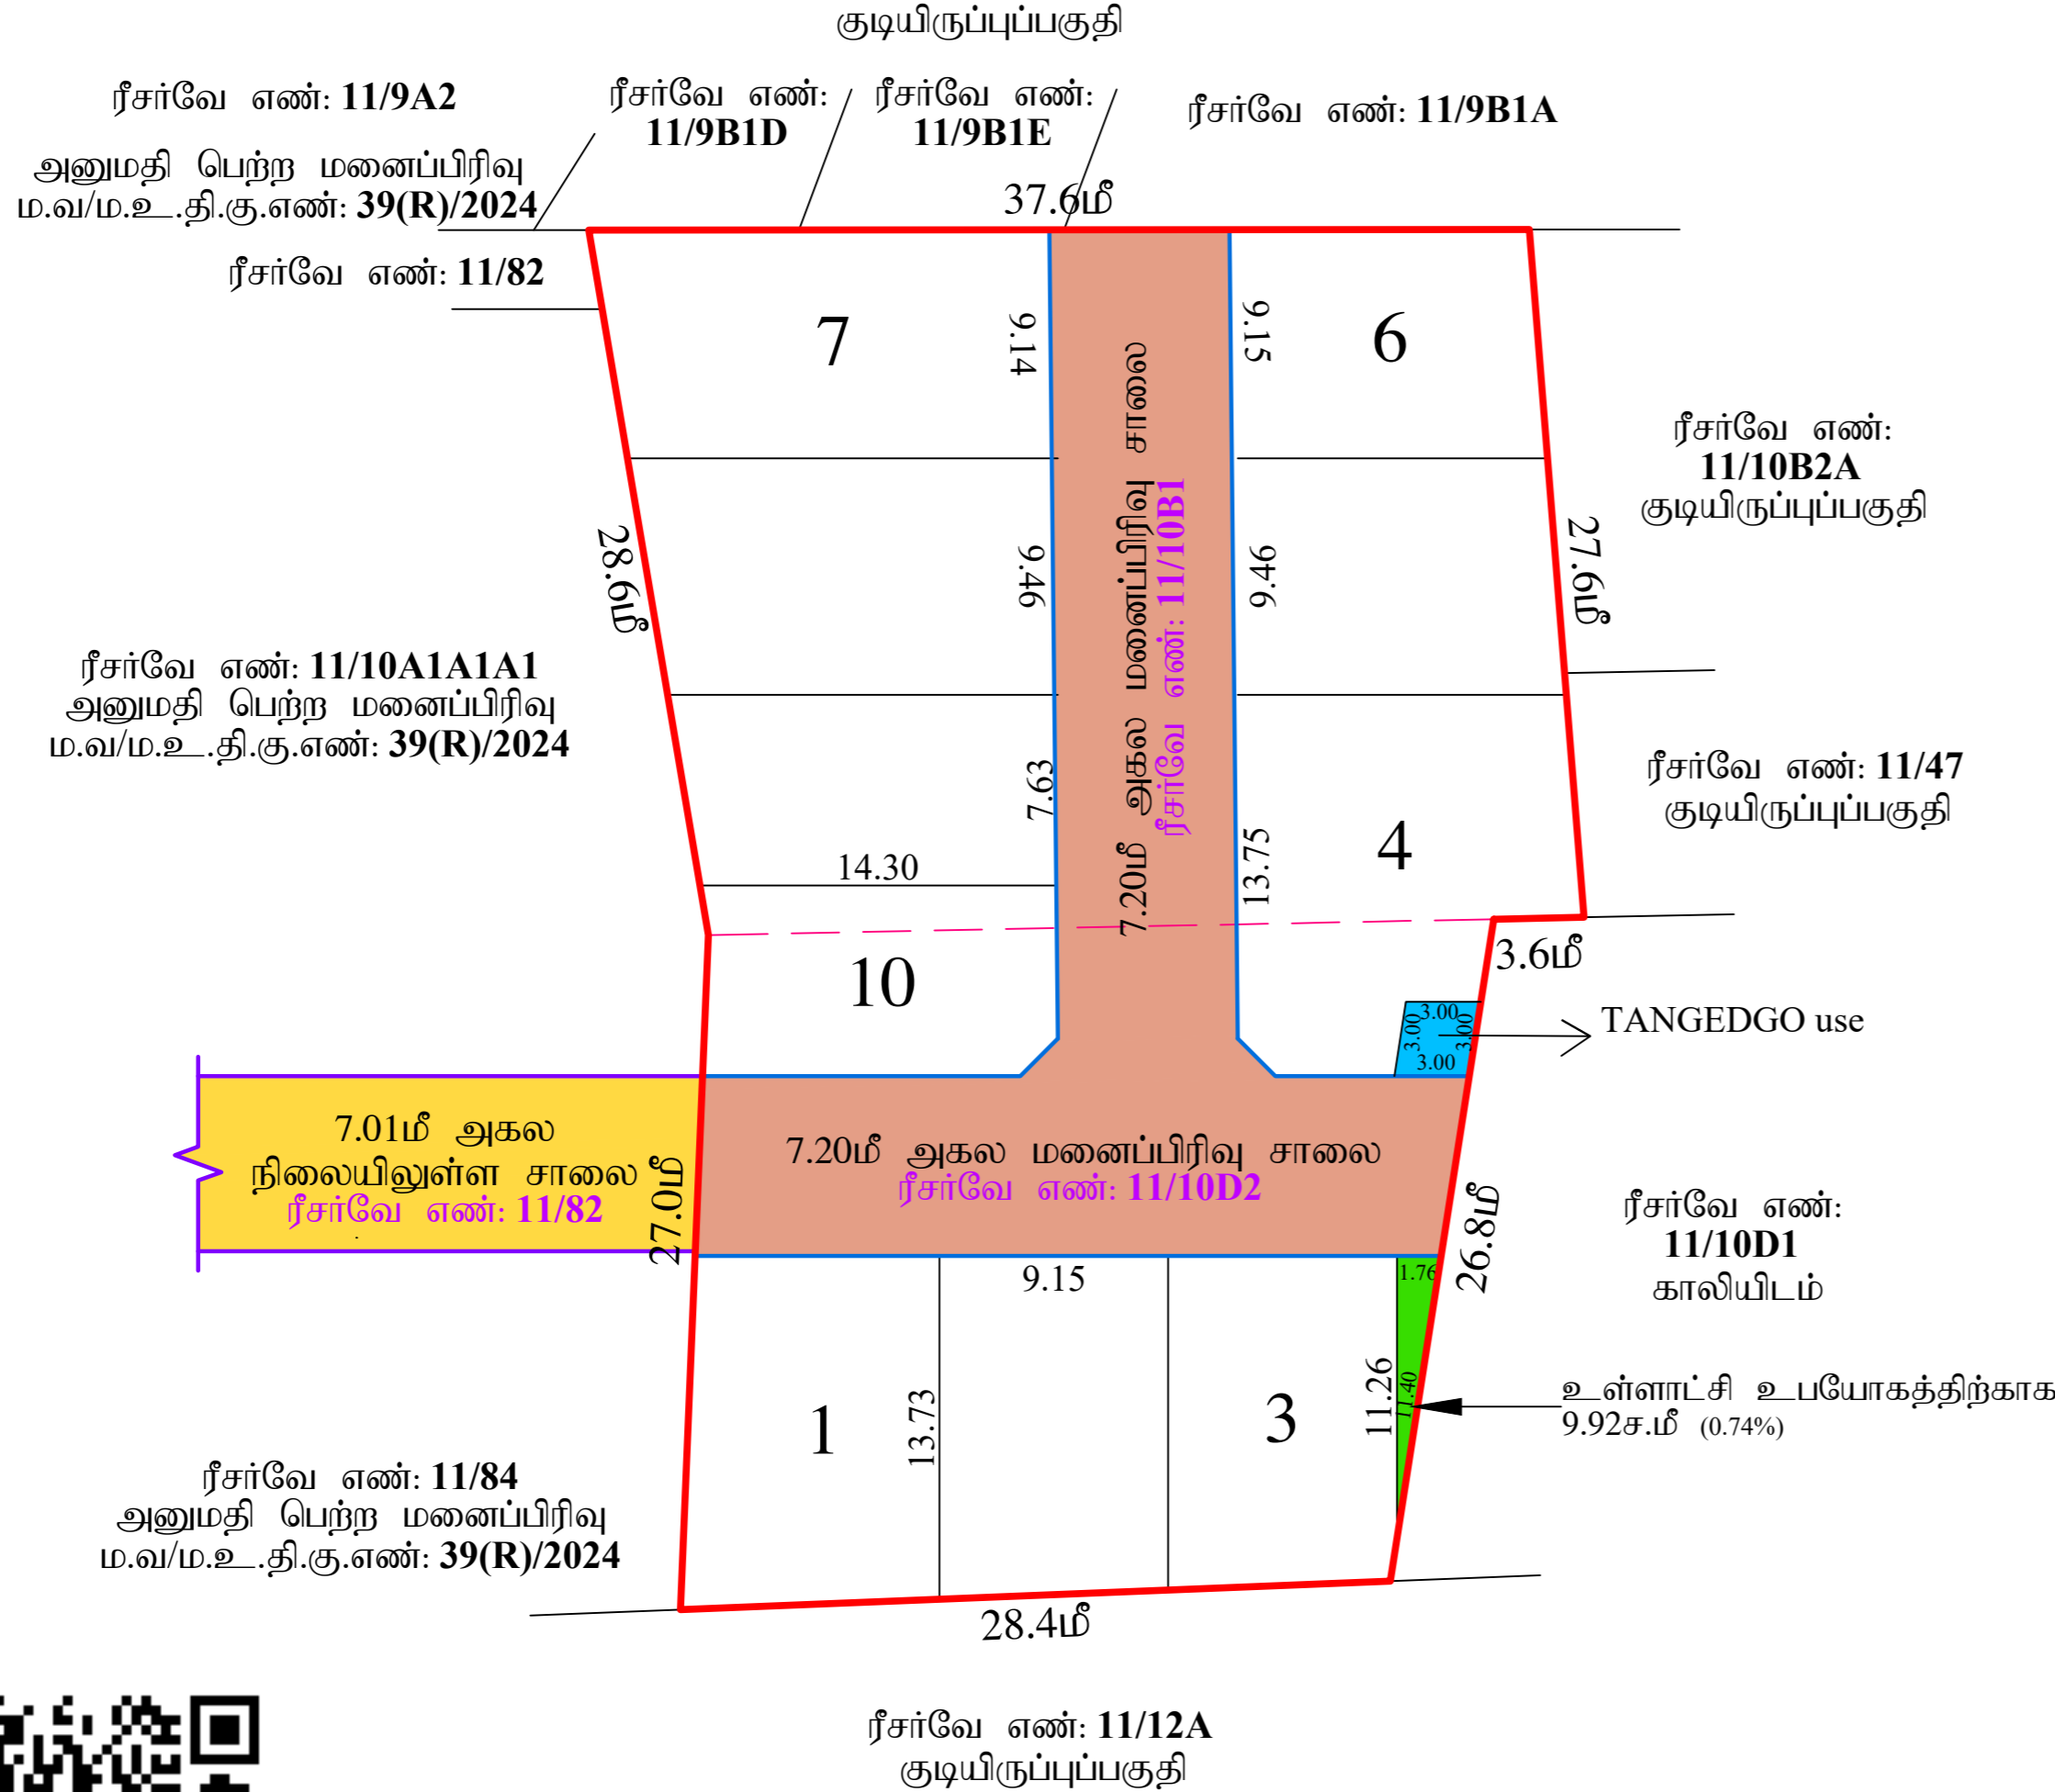 குடியிருப்புப்பகுதி
ரீசர்வே எண்: 11/9A2
ரீசர்வே எண்:
11/9B1D
ரீசர்வே எண்:
11/9B1E
ரீசர்வே எண்: 11/9B1A
அனுமதி பெற்ற மனைப்பிரிவு
ம.வ/ம.உ.தி.கு.எண்: 39(R)/2024
37.6மீ
ரீசர்வே எண்: 11/82
7
9.14
9.15
6
ரீசர்வே எண்:
11/10B2A
குடியிருப்புப்பகுதி
28.6மீ
9.46
7.20மீ அகல மனைப்பிரிவு சாலை
ரீசர்வே எண்: 11/10B1
9.46
27.6மீ
ரீசர்வே எண்: 11/10A1A1A1
அனுமதி பெற்ற மனைப்பிரிவு
ம.வ/ம.உ.தி.கு.எண்: 39(R)/2024
7.63
ரீசர்வே எண்: 11/47
குடியிருப்புப்பகுதி
14.30
13.75
4
10
3.6மீ
3.00
3.00
3.00
3.00
TANGEDGO use
7.01மீ அகல
நிலையிலுள்ள சாலை
ரீசர்வே எண்: 11/82
27.0மீ
7.20மீ அகல மனைப்பிரிவு சாலை
ரீசர்வே எண்: 11/10D2
26.8மீ
ரீசர்வே எண்:
11/10D1
காலியிடம்
9.15
1.76
1
13.73
3
11.26
11.40
உள்ளாட்சி உபயோகத்திற்காக
9.92ச.மீ (0.74%)
ரீசர்வே எண்: 11/84
அனுமதி பெற்ற மனைப்பிரிவு
ம.வ/ம.உ.தி.கு.எண்: 39(R)/2024
28.4மீ
ரீசர்வே எண்: 11/12A
குடியிருப்புப்பகுதி